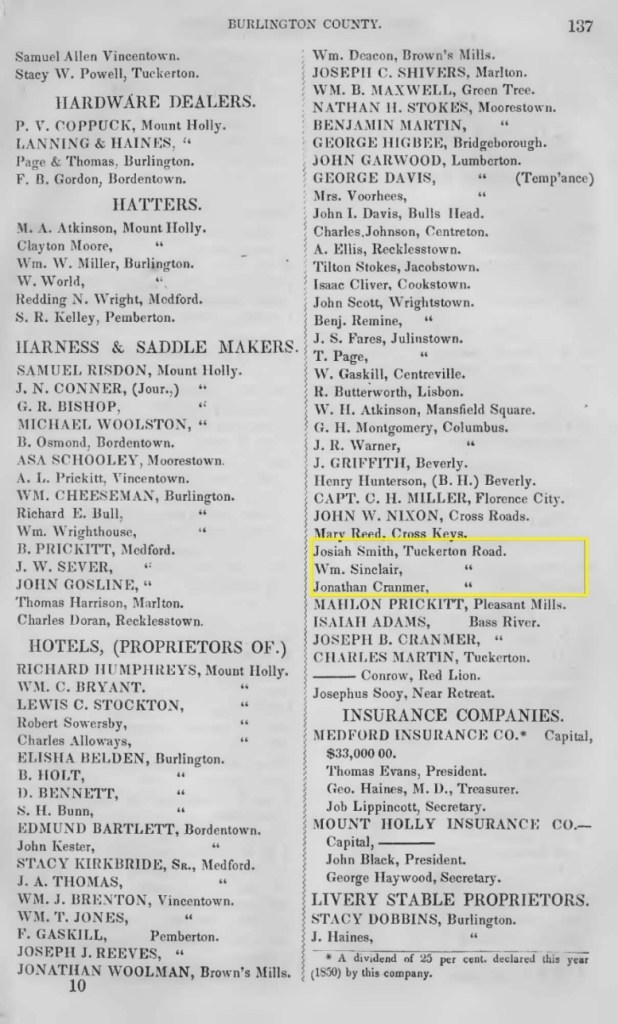 BURLINGTON COUNTY.
137
Samuel Allen Vincentown.
Stacy W. Powell, Tuckerton.
HARDWARE DEALERS.
P. V. COPPUCK, Mount Holly.
LANNING & HAINES, “
Page & Thomas, Burlington.
F. B. Gordon, Bordentown.
HATTERS.
M. A. Atkinson, Mount Holly.
Clayton Moore, “
Wm. W. Miller, Burlington.
W. World, “
Redding N. Wright, Medford.
S. R. Kelley, Pemberton.
HARNESS & SADDLE MAKERS.
SAMUEL RISDON, Mount Holly.
J. N. CONNER, (Jour.,) “
G. R. BISHOP, “
MICHAEL WOOLSTON, “
B. Osmond, Bordentown.
ASA SCHOOLEY, Moorestown.
A. L. Prickitt, Vincentown.
WM. CHEESEMAN, Burlington.
Richard E. Bull, “
Wm. Wrighthouse, “
B. PRICKITT, Medford.
J. W. SEVER, “
JOHN GOSLINE, “
Thomas Harrison, Marlton.
Charles Doran, Recklesstown.
HOTELS, (PROPRIETORS OF.)
RICHARD HUMPHREYS, Mount Holly.
WM. C. BRYANT. “
LEWIS C. STOCKTON, “
Robert Sowersby, “
Charles Alloways, “
ELISHA BELDEN, Burlington.
B. HOLT, “
D. BENNETT, “
S. H. Bunn, “
EDMUND BARTLETT, Bordentown.
John Kester, “
STACY KIRKBRIDE, Sr., Medford.
J. A. THOMAS, “
WM. J. BRENTON, Vincentown.
WM. T. JONES, “
F. GASKILL, Pemberton.
JOSEPH J. REEVES, “
JONATHAN WOOLMAN, Brown's Mills.
10
Wm. Deacon, Brown's Mills.
JOSEPH C. SHIVERS, Marlton.
WM. B. MAXWELL, Green Tree.
NATHAN H. STOKES, Moorestown.
BENJAMIN MARTIN, “
GEORGE HIGBEE, Bridgeborough.
JOHN GARWOOD, Lumberton.
GEORGE DAVIS, “ (Temp'ance)
Mrs. Voorhees, “
John I. Davis, Bulls Head.
Charles Johnson, Centreton.
A. Ellis, Recklesstown.
Tilton Stokes, Jacobstown.
Isaac Cliver, Cookstown.
John Scott, Wrightstown.
Benj. Remine, “
J. S. Fares, Julinstown.
T. Page, “
W. Gaskill, Centreville.
R. Butterworth, Lisbon.
W. H. Atkinson, Mansfield Square.
G. H. Montgomery, Columbus.
J. R. Warner, “
J. GRIFFITH, Beverly.
Henry Hunterson, (B. H.) Beverly.
CAPT. C. H. MILLER, Florence City.
JOHN W. NIXON, Cross Roads.
Mary Reed, Cross Keys.
Josiah Smith, Tuckerton Road.
Wm. Sinclair, “
Jonathan Cranmer, “
MAHLON PRICKITT, Pleasant Mills.
ISAIAH ADAMS, Bass River.
JOSEPH B. CRANMER, “
CHARLES MARTIN, Tuckerton.
—— Conrow, Red Lion.
Josephus Sooy, Near Retreat.
INSURANCE COMPANIES.
MEDFORD INSURANCE CO.* Capital,
$33,000 00.
Thomas Evans, President.
Geo. Haines, M. D., Treasurer.
Job Lippincott, Secretary.
MOUNT HOLLY INSURANCE CO.—
Capital, ———
John Black, President.
George Haywood, Secretary.
LIVERY STABLE PROPRIETORS.
STACY DOBBINS, Burlington.
J. Haines, “
* A dividend of 25 per cent. declared this year
(1850) by this company.